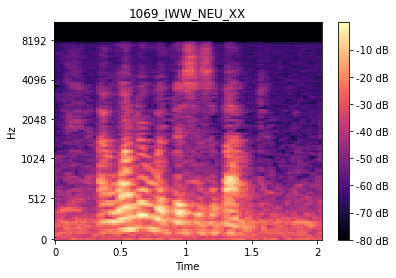 1069_IWW_NEU_XX
8192
4096
2048
1024
512
0
Hz
0
0.5
1
1.5
2
Time
-10 dB
-20 dB
-30 dB
-40 dB
-50 dB
-60 dB
-70 dB
-80 dB